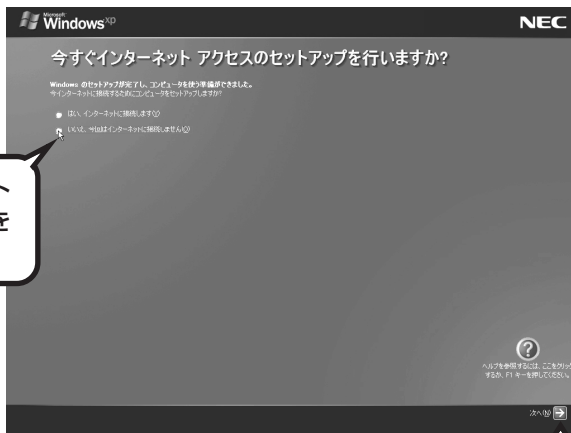 Microsoft
Windows xp
NEC
今すぐインターネット アクセスのセットアップを行いますか?
Windows のセットアップが完了し、コンピュータを使う準備ができました。
今インターネットに接続するためにコンピュータをセットアップしますか?
はい、インターネットに接続します(Y)
いいえ、今回はインターネットに接続しません(O)
ト
を
ヘルプを参照するには、ここをクリック
するか、F1 キーを押してください。
次へ(N)